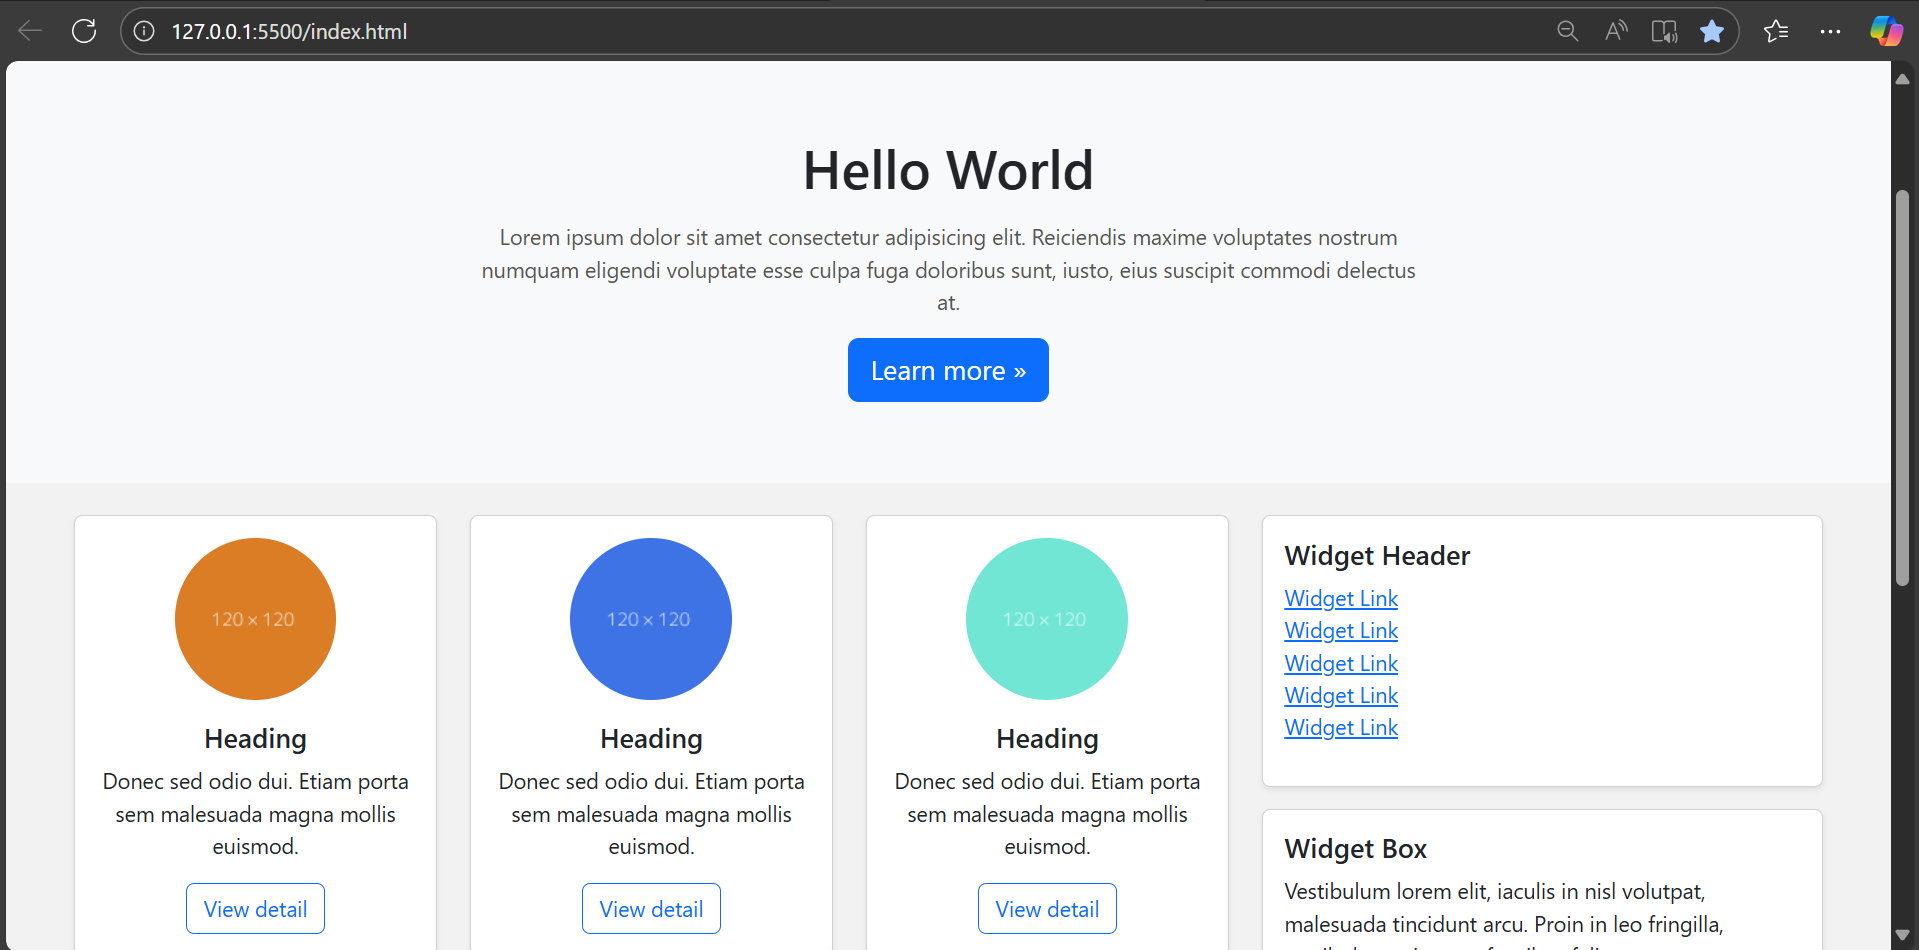 127.0.0.1:5500/index.html
Hello World
Lorem ipsum dolor sit amet consectetur adipisicing elit. Reiciendis maxime voluptates nostrum
numquam eligendi voluptate esse culpa fuga doloribus sunt, iusto, eius suscipit commodi delectus
at.
Learn more »
120 × 120
Heading
Donec sed odio dui. Etiam porta
sem malesuada magna mollis
euismod.
View detail
120 × 120
Heading
Donec sed odio dui. Etiam porta
sem malesuada magna mollis
euismod.
View detail
120 × 120
Heading
Donec sed odio dui. Etiam porta
sem malesuada magna mollis
euismod.
View detail
Widget Header
Widget Link
Widget Link
Widget Link
Widget Link
Widget Link
Widget Box
Vestibulum lorem elit, iaculis in nisl volutpat,
malesuada tincidunt arcu. Proin in leo fringilla,